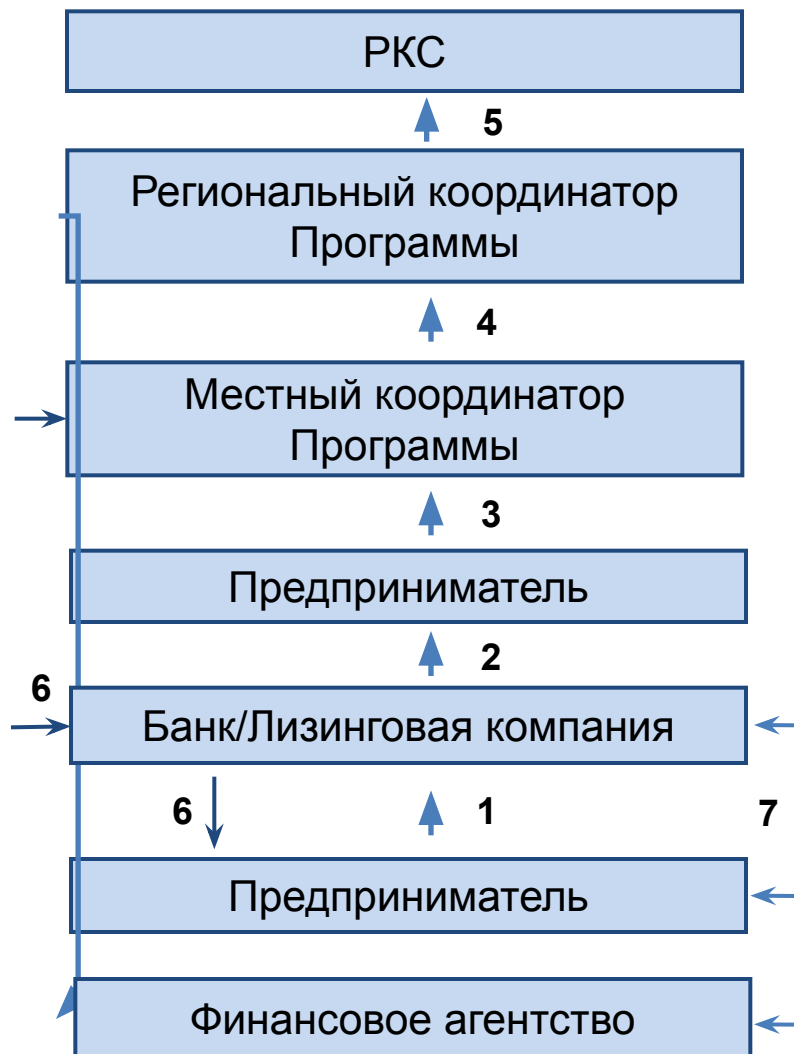 РКС
5
Региональный координатор
Программы
4
Местный координатор
Программы
3
Предприниматель
2
6
Банк/Лизинговая компания
6
1
7
Предприниматель
Финансовое агентство